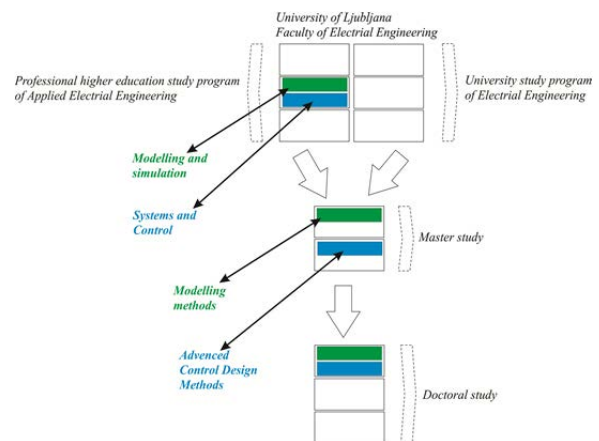 University of Ljubljana
Faculty of Electrial Engineering
Professional higher education study program
of Applied Electrial Engineering
University study program
of Electrial Engineering
Modelling and
simulation
Systems and
Control
Master study
Modelling
methods
Advanced
Control Design
Methods
Doctoral study